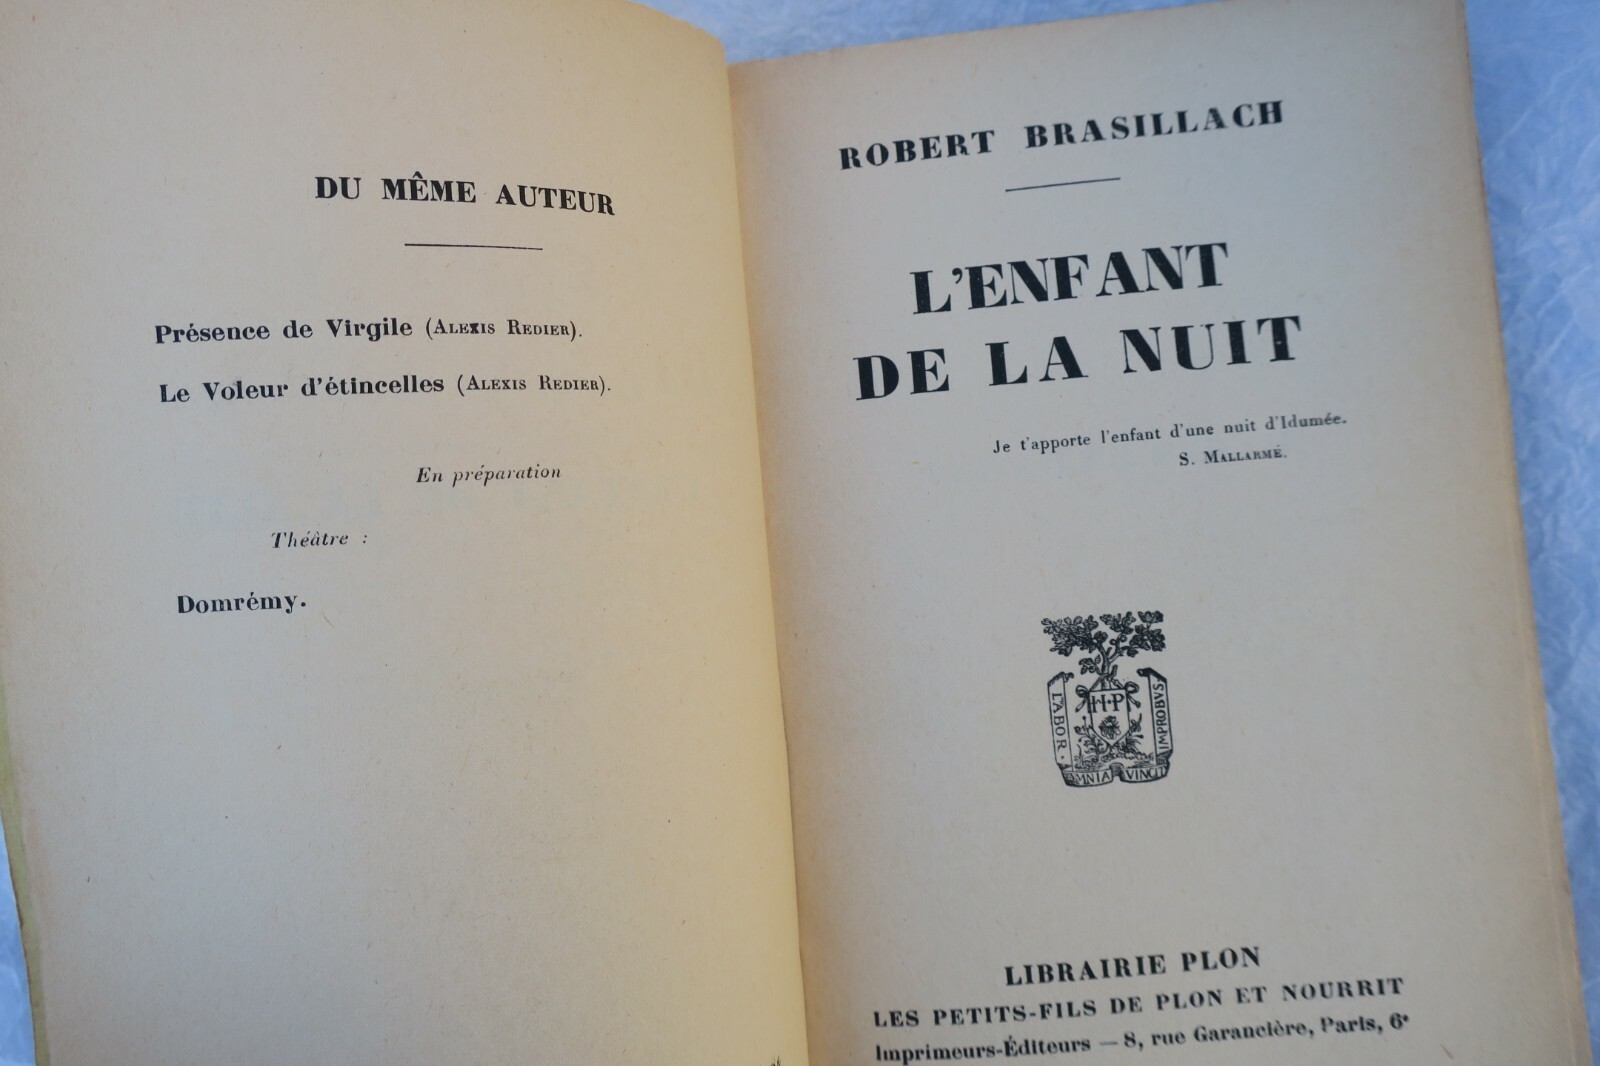 DU MÊME AUTEUR
Présence de Virgile (ALEXIS REDIER).
Le Voleur d'étincelles (ALEXIS REDIER).
En préparation
Théâtre :
Domrémy.
ROBERT BRASILLACH
L'ENFANT
DE LA NUIT
Je t'apporte l'enfant d'une nuit d'Idumée.
S. MALLARMÉ.
H·P
LABOR·
OMNIA VINCIT
IMPROBVS
LIBRAIRIE PLON
LES PETITS-FILS DE PLON ET NOURRIT
Imprimeurs-Éditeurs — 8, rue Garancière, Paris, 6e